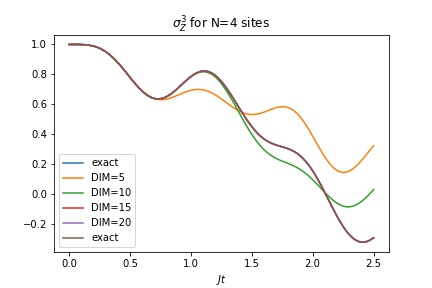 $\sigma_Z^3$ for N=4 sites
1.0
0.8
0.6
0.4
0.2
0.0
−0.2
exact
DIM=5
DIM=10
DIM=15
DIM=20
exact
0.0 0.5 1.0 1.5 2.0 2.5
Jt